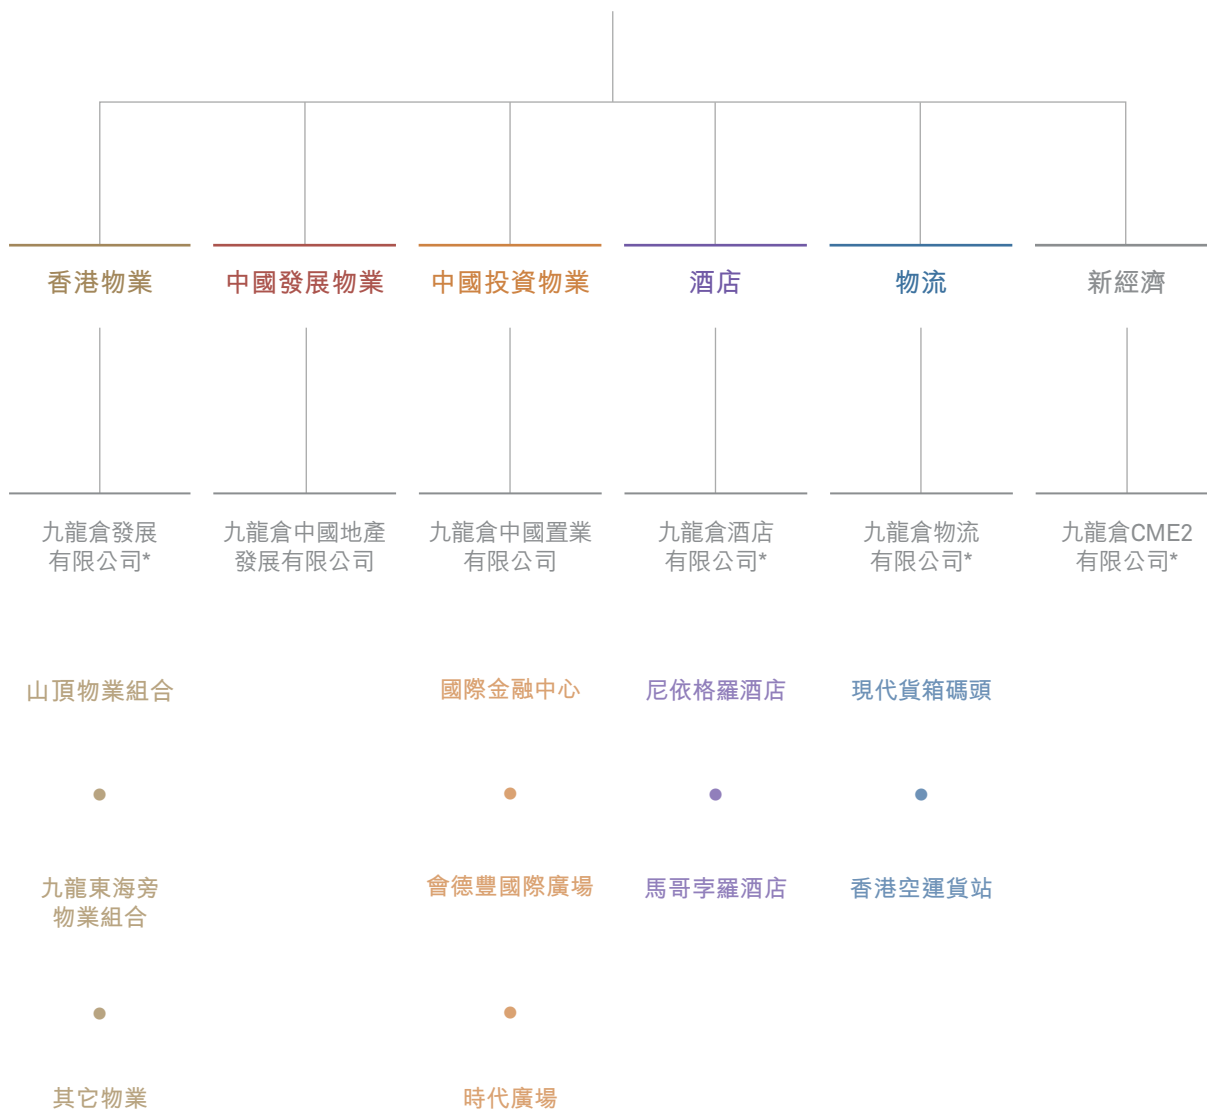 香港物業
中國發展物業
中國投資物業
酒店
物流
新經濟
九龍倉發展
有限公司*
九龍倉中國地產
發展有限公司
九龍倉中國置業
有限公司
九龍倉酒店
有限公司*
九龍倉物流
有限公司*
九龍倉CME2
有限公司*
山頂物業組合
國際金融中心
尼依格羅酒店
現代貨箱碼頭
九龍東海旁
物業組合
會德豐國際廣場
馬哥孛羅酒店
香港空運貨站
其它物業
時代廣場